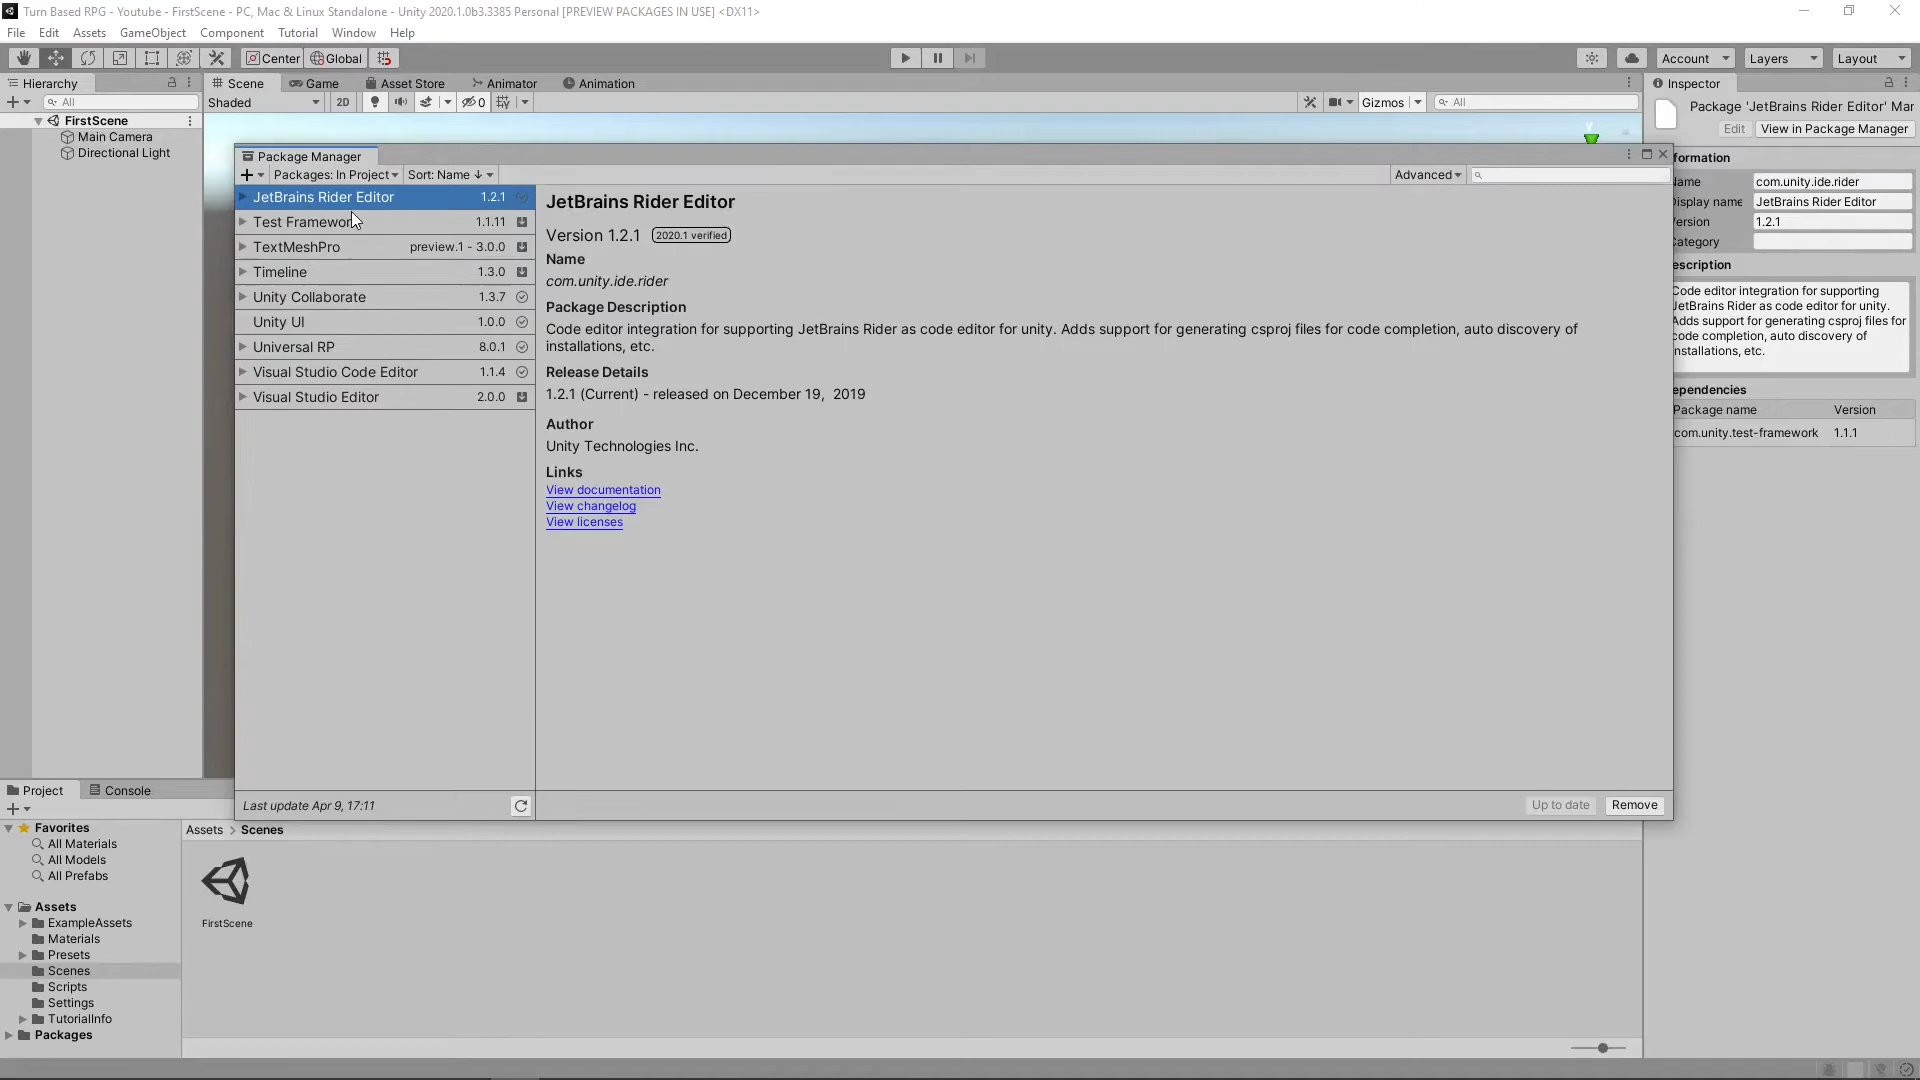 Turn Based RPG - Youtube - FirstScene - PC, Mac & Linux Standalone - Unity 2020.1.0b3.3385 Personal [PREVIEW PACKAGES IN USE] <DX11>
File Edit Assets GameObject Component Tutorial Window Help
Center Global Account Layers Layout
Hierarchy
All
FirstScene
Main Camera
Directional Light
Scene Game Asset Store Animator Animation
Shaded 2D 0 Gizmos All
Package Manager
Packages: In Project Sort: Name ↓ Advanced
JetBrains Rider Editor 1.2.1
Test Framewor 1.1.11
TextMeshPro preview.1 - 3.0.0
Timeline 1.3.0
Unity Collaborate 1.3.7
Unity UI 1.0.0
Universal RP 8.0.1
Visual Studio Code Editor 1.1.4
Visual Studio Editor 2.0.0
Last update Apr 9, 17:11
JetBrains Rider Editor
Version 1.2.1 2020.1 verified
Name
com.unity.ide.rider
Package Description
Code editor integration for supporting JetBrains Rider as code editor for unity. Adds support for generating csproj files for code completion, auto discovery of
installations, etc.
Release Details
1.2.1 (Current) - released on December 19, 2019
Author
Unity Technologies Inc.
Links
View documentation
View changelog
View licenses
Up to date Remove
Inspector
Package 'JetBrains Rider Editor' Mar
Edit View in Package Manager
formation
Name com.unity.ide.rider
Display name JetBrains Rider Editor
Version 1.2.1
Category
escription
Code editor integration for supporting
JetBrains Rider as code editor for unity.
Adds support for generating csproj files for
code completion, auto discovery of
installations, etc.
ependencies
Package name Version
com.unity.test-framework 1.1.1
Project Console
Favorites
All Materials
All Models
All Prefabs
Assets
ExampleAssets
Materials
Presets
Scenes
Scripts
Settings
TutorialInfo
Packages
Assets > Scenes
FirstScene